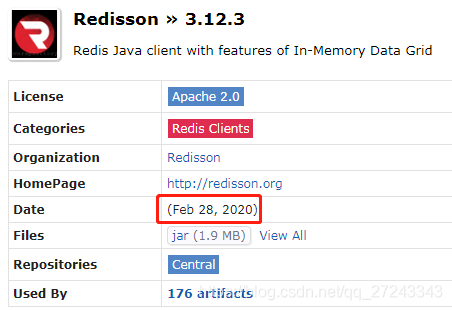 Redisson » 3.12.3
Redis Java client with features of In-Memory Data Grid
License Apache 2.0
Categories Redis Clients
Organization Redisson
HomePage http://redisson.org
Date (Feb 28, 2020)
Files jar (1.9 MB) View All
Repositories Central
Used By 176 artifacts
blog.csdn.net/qq_27243343